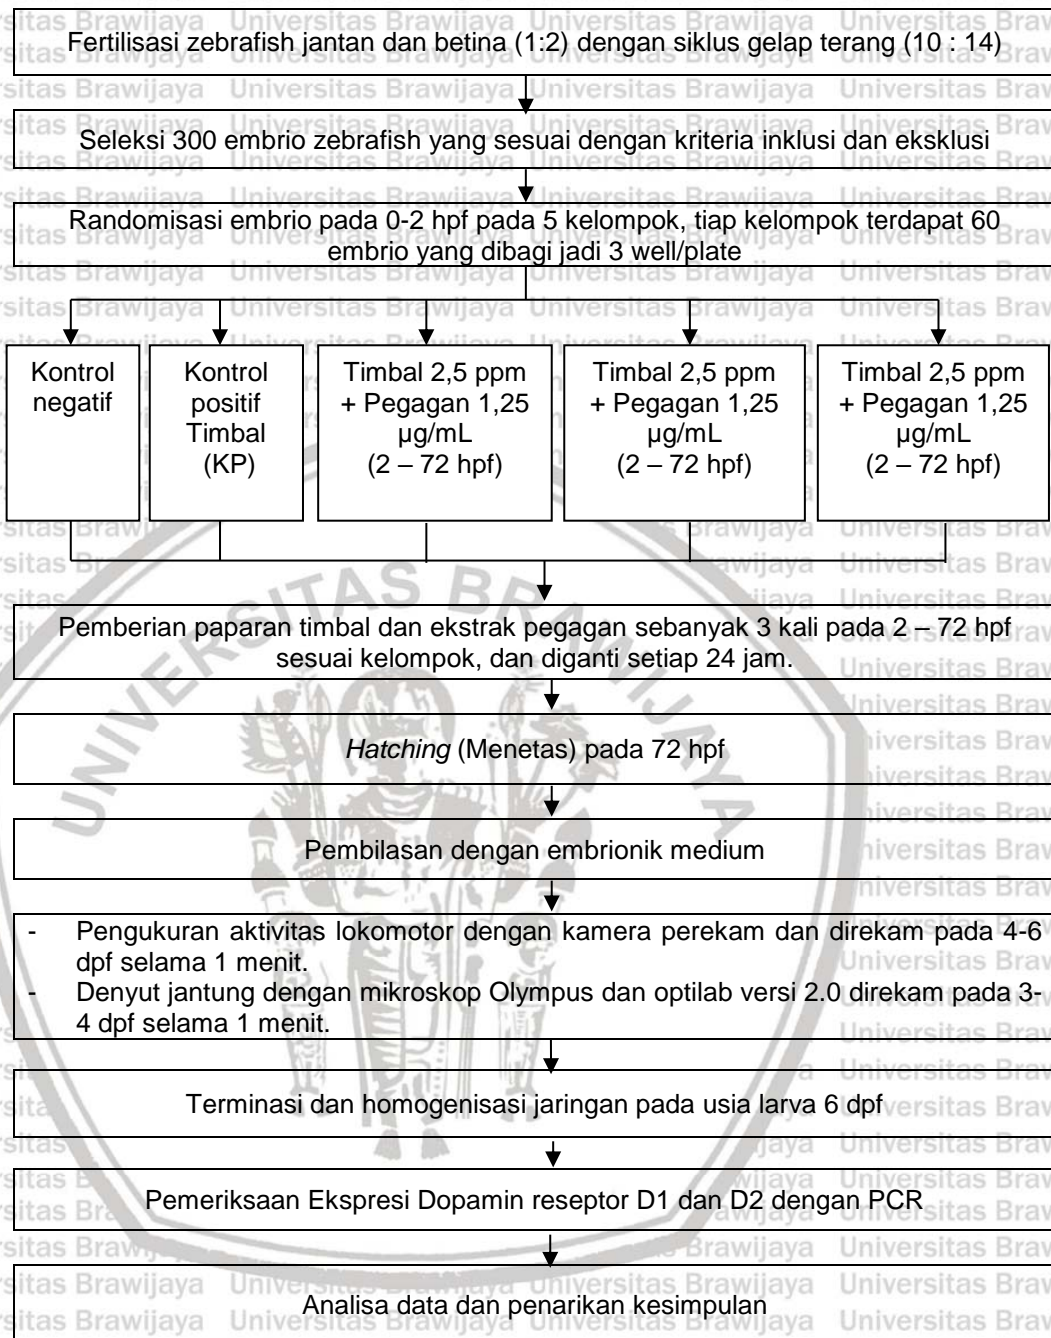 Fertilisasi zebrafish jantan dan betina (1:2) dengan siklus gelap terang (10 : 14)
Seleksi 300 embrio zebrafish yang sesuai dengan kriteria inklusi dan eksklusi
Randomisasi embrio pada 0-2 hpf pada 5 kelompok, tiap kelompok terdapat 60
embrio yang dibagi jadi 3 well/plate
Kontrol
negatif
Kontrol
positif
Timbal
(KP)
Timbal 2,5 ppm
+ Pegagan 1,25
µg/mL
(2 – 72 hpf)
Timbal 2,5 ppm
+ Pegagan 1,25
µg/mL
(2 – 72 hpf)
Timbal 2,5 ppm
+ Pegagan 1,25
µg/mL
(2 – 72 hpf)
Pemberian paparan timbal dan ekstrak pegagan sebanyak 3 kali pada 2 – 72 hpf
sesuai kelompok, dan diganti setiap 24 jam.
Hatching (Menetas) pada 72 hpf
Pembilasan dengan embrionik medium
- Pengukuran aktivitas lokomotor dengan kamera perekam dan direkam pada 4-6
dpf selama 1 menit.
- Denyut jantung dengan mikroskop Olympus dan optilab versi 2.0 direkam pada 3-
4 dpf selama 1 menit.
Terminasi dan homogenisasi jaringan pada usia larva 6 dpf
Pemeriksaan Ekspresi Dopamin reseptor D1 dan D2 dengan PCR
Analisa data dan penarikan kesimpulan
UNIVERSITAS BRAWIJAYA